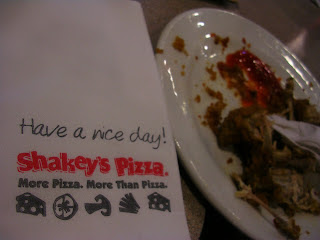 Have a nice day!
Shakey's Pizza.
More Pizza. More Than Pizza.